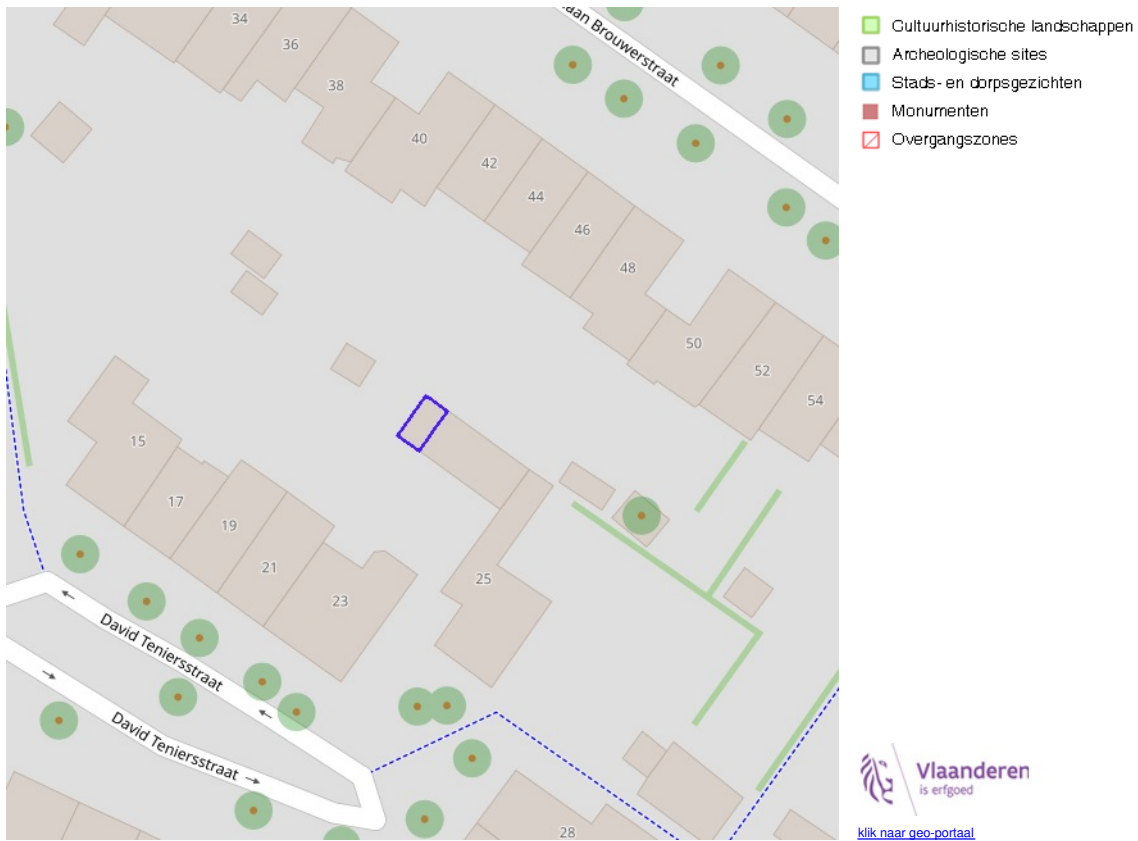 34
36
38
40
42
44
46
48
50
52
54
aan Brouwerstraat
15
17
19
21
23
25
28
David Teniersstraat
David Teniersstraat
Cultuurhistorische landschappen
Archeologische sites
Stads- en dorpsgezichten
Monumenten
Overgangszones
Vlaanderen
is erfgoed
klik naar geo-portaal